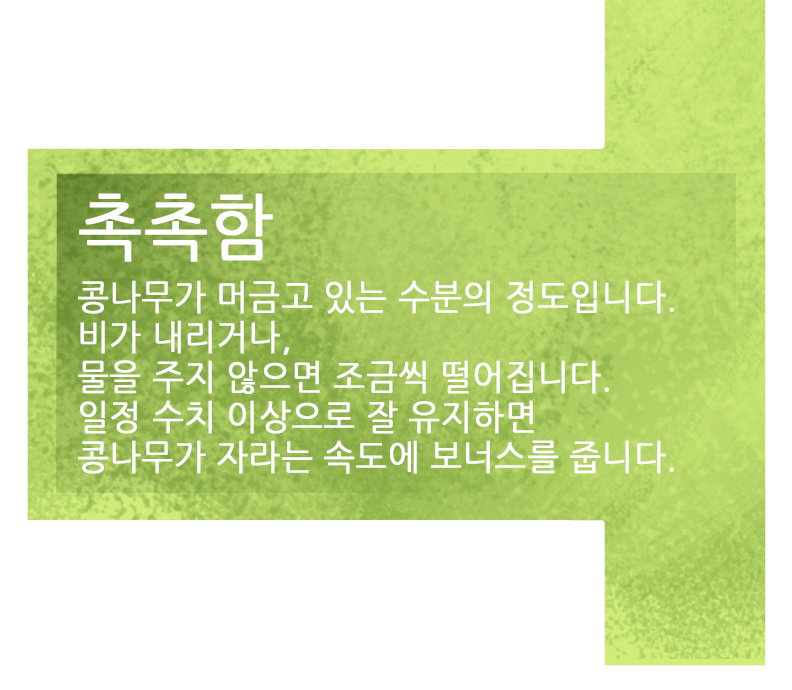 촉촉함
콩나무가 머금고 있는 수분의 정도입니다.
비가 내리거나,
물을 주지 않으면 조금씩 떨어집니다.
일정 수치 이상으로 잘 유지하면
콩나무가 자라는 속도에 보너스를 줍니다.